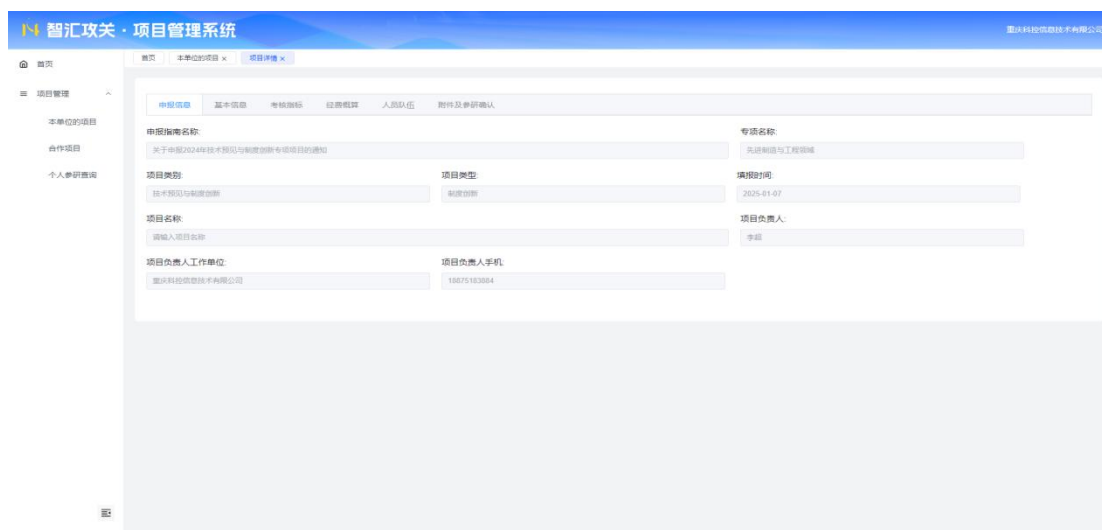 智汇攻关·项目管理系统
重庆科控信息技术有限公司
首页
首页 本单位的项目 × 项目详情 ×
项目管理
本单位的项目
合作项目
个人参研查询
申报信息 基本信息 考核指标 经费概算 人员队伍 附件及参研确认
申报指南名称: 专项名称:
关于申报2024年技术预见与制度创新专项项目的通知 先进制造与工程领域
项目类别: 项目类型: 填报时间:
技术预见与制度创新 制度创新 2025-01-07
项目名称: 项目负责人:
请输入项目名称 李超
项目负责人工作单位: 项目负责人手机:
重庆科控信息技术有限公司 18875183884